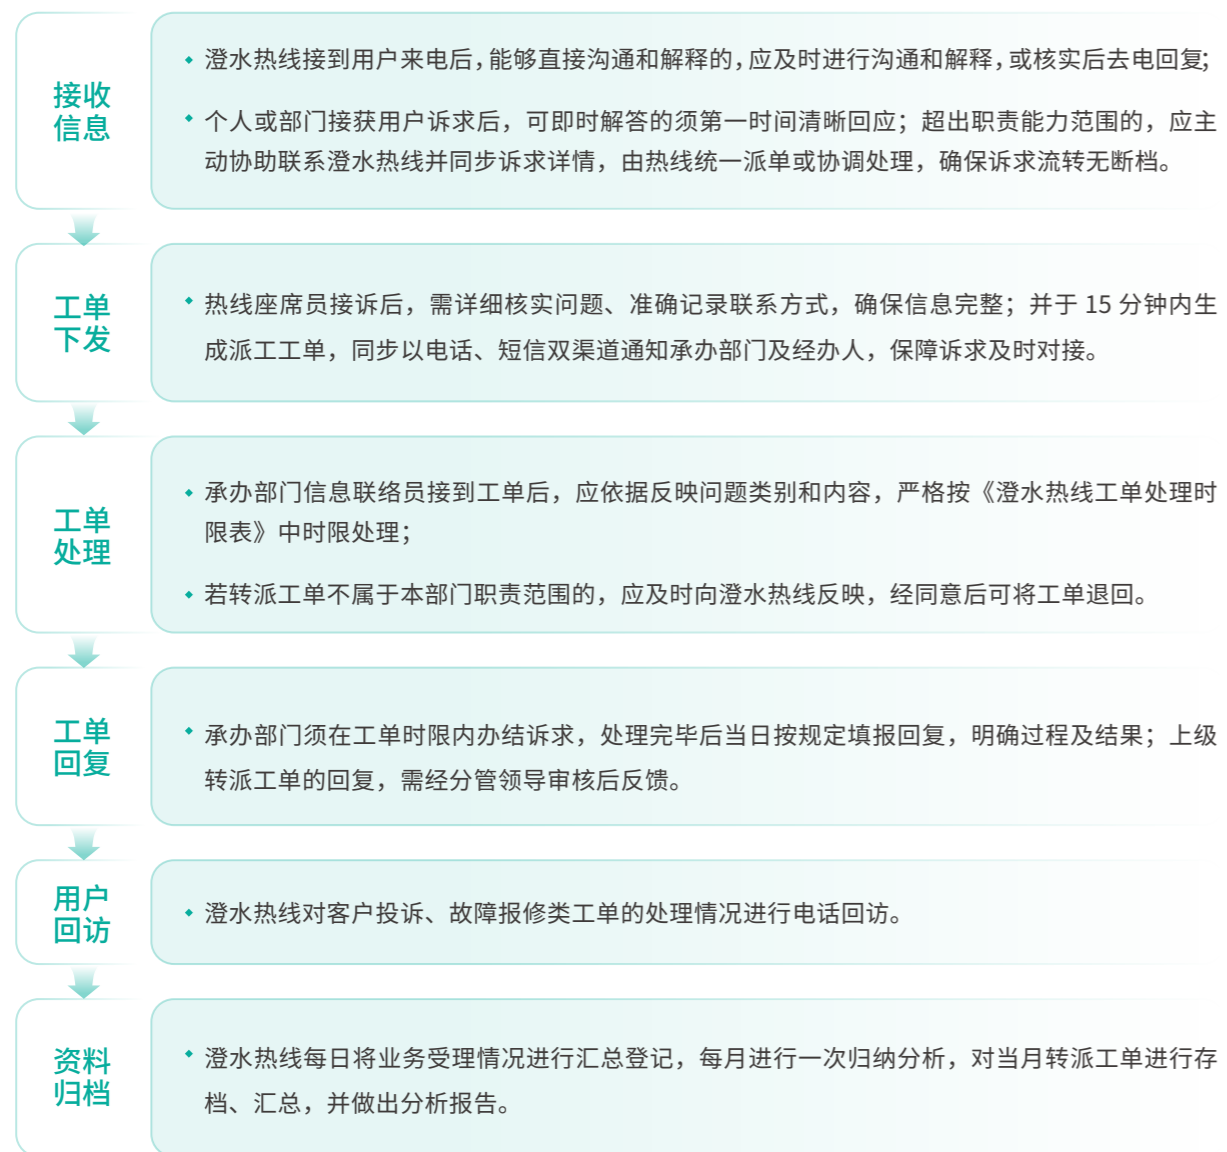 接收
信息
澄水热线接到用户来电后，能够直接沟通和解释的，应及时进行沟通和解释，或核实后去电回复；
个人或部门接获用户诉求后，可即时解答的须第一时间清晰回应；超出职责能力范围的，应主
动协助联系澄水热线并同步诉求详情，由热线统一派单或协调处理，确保诉求流转无断档。
工单
下发
热线座席员接诉后，需详细核实问题、准确记录联系方式，确保信息完整；并于 15 分钟内生
成派工工单，同步以电话、短信双渠道通知承办部门及经办人，保障诉求及时对接。
工单
处理
承办部门信息联络员接到工单后，应依据反映问题类别和内容，严格按《澄水热线工单处理时
限表》中时限处理；
若转派工单不属于本部门职责范围的，应及时向澄水热线反映，经同意后可将工单退回。
工单
回复
承办部门须在工单时限内办结诉求，处理完毕后当日按规定填报回复，明确过程及结果；上级
转派工单的回复，需经分管领导审核后反馈。
用户
回访
澄水热线对客户投诉、故障报修类工单的处理情况进行电话回访。
资料
归档
澄水热线每日将业务受理情况进行汇总登记，每月进行一次归纳分析，对当月转派工单进行存
档、汇总，并做出分析报告。